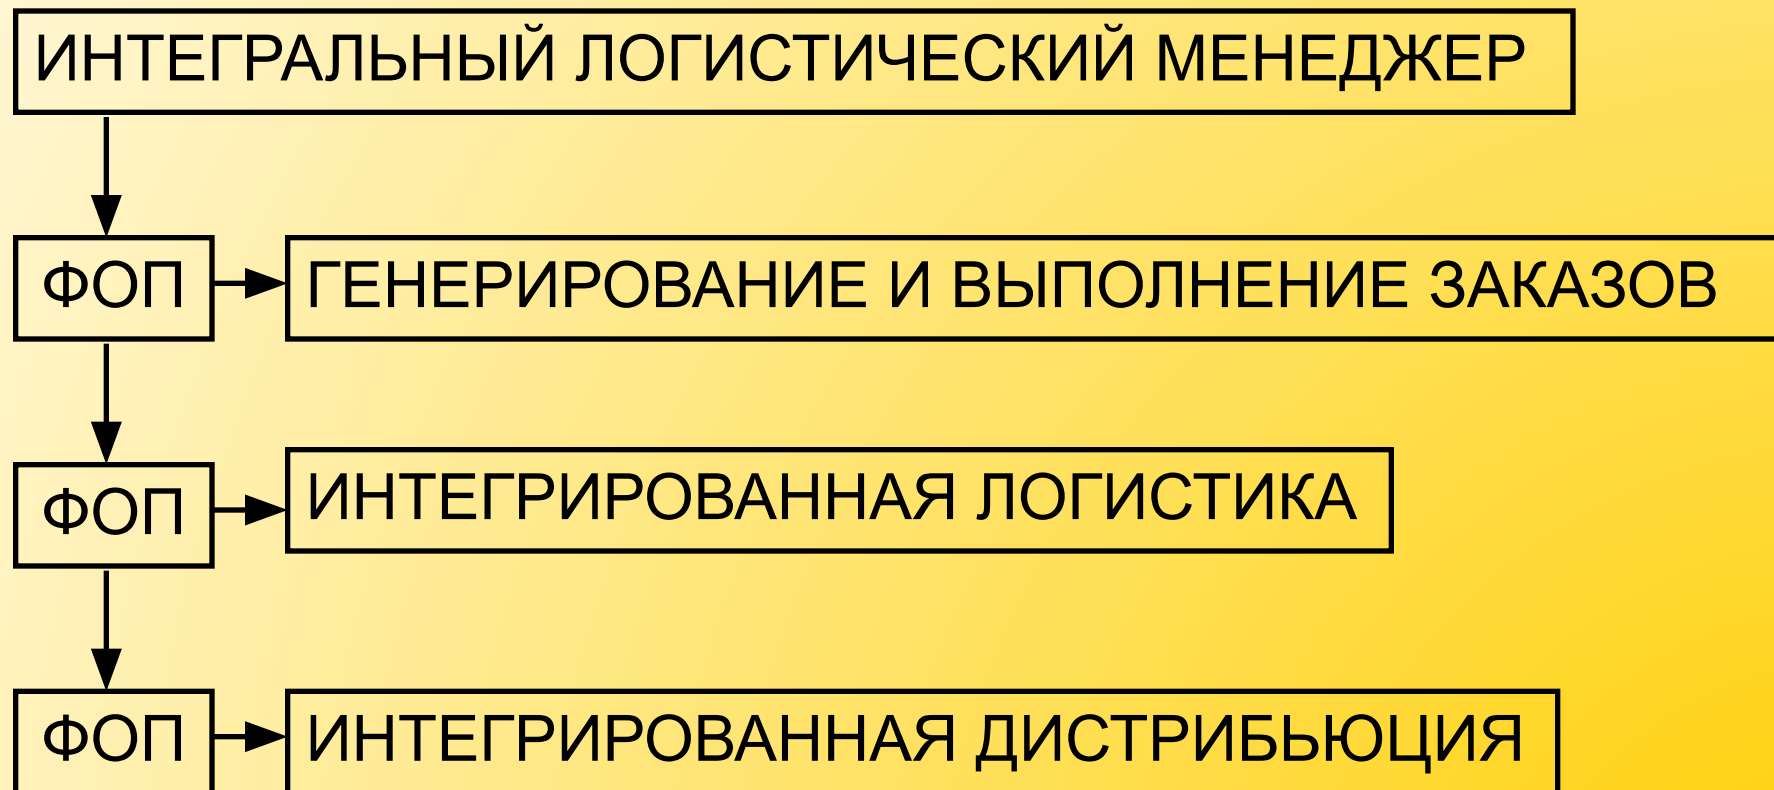 ИНТЕГРАЛЬНЫЙ ЛОГИСТИЧЕСКИЙ МЕНЕДЖЕР
ФОП
ГЕНЕРИРОВАНИЕ И ВЫПОЛНЕНИЕ ЗАКАЗОВ
ФОП
ИНТЕГРИРОВАННАЯ ЛОГИСТИКА
ФОП
ИНТЕГРИРОВАННАЯ ДИСТРИБЬЮЦИЯ